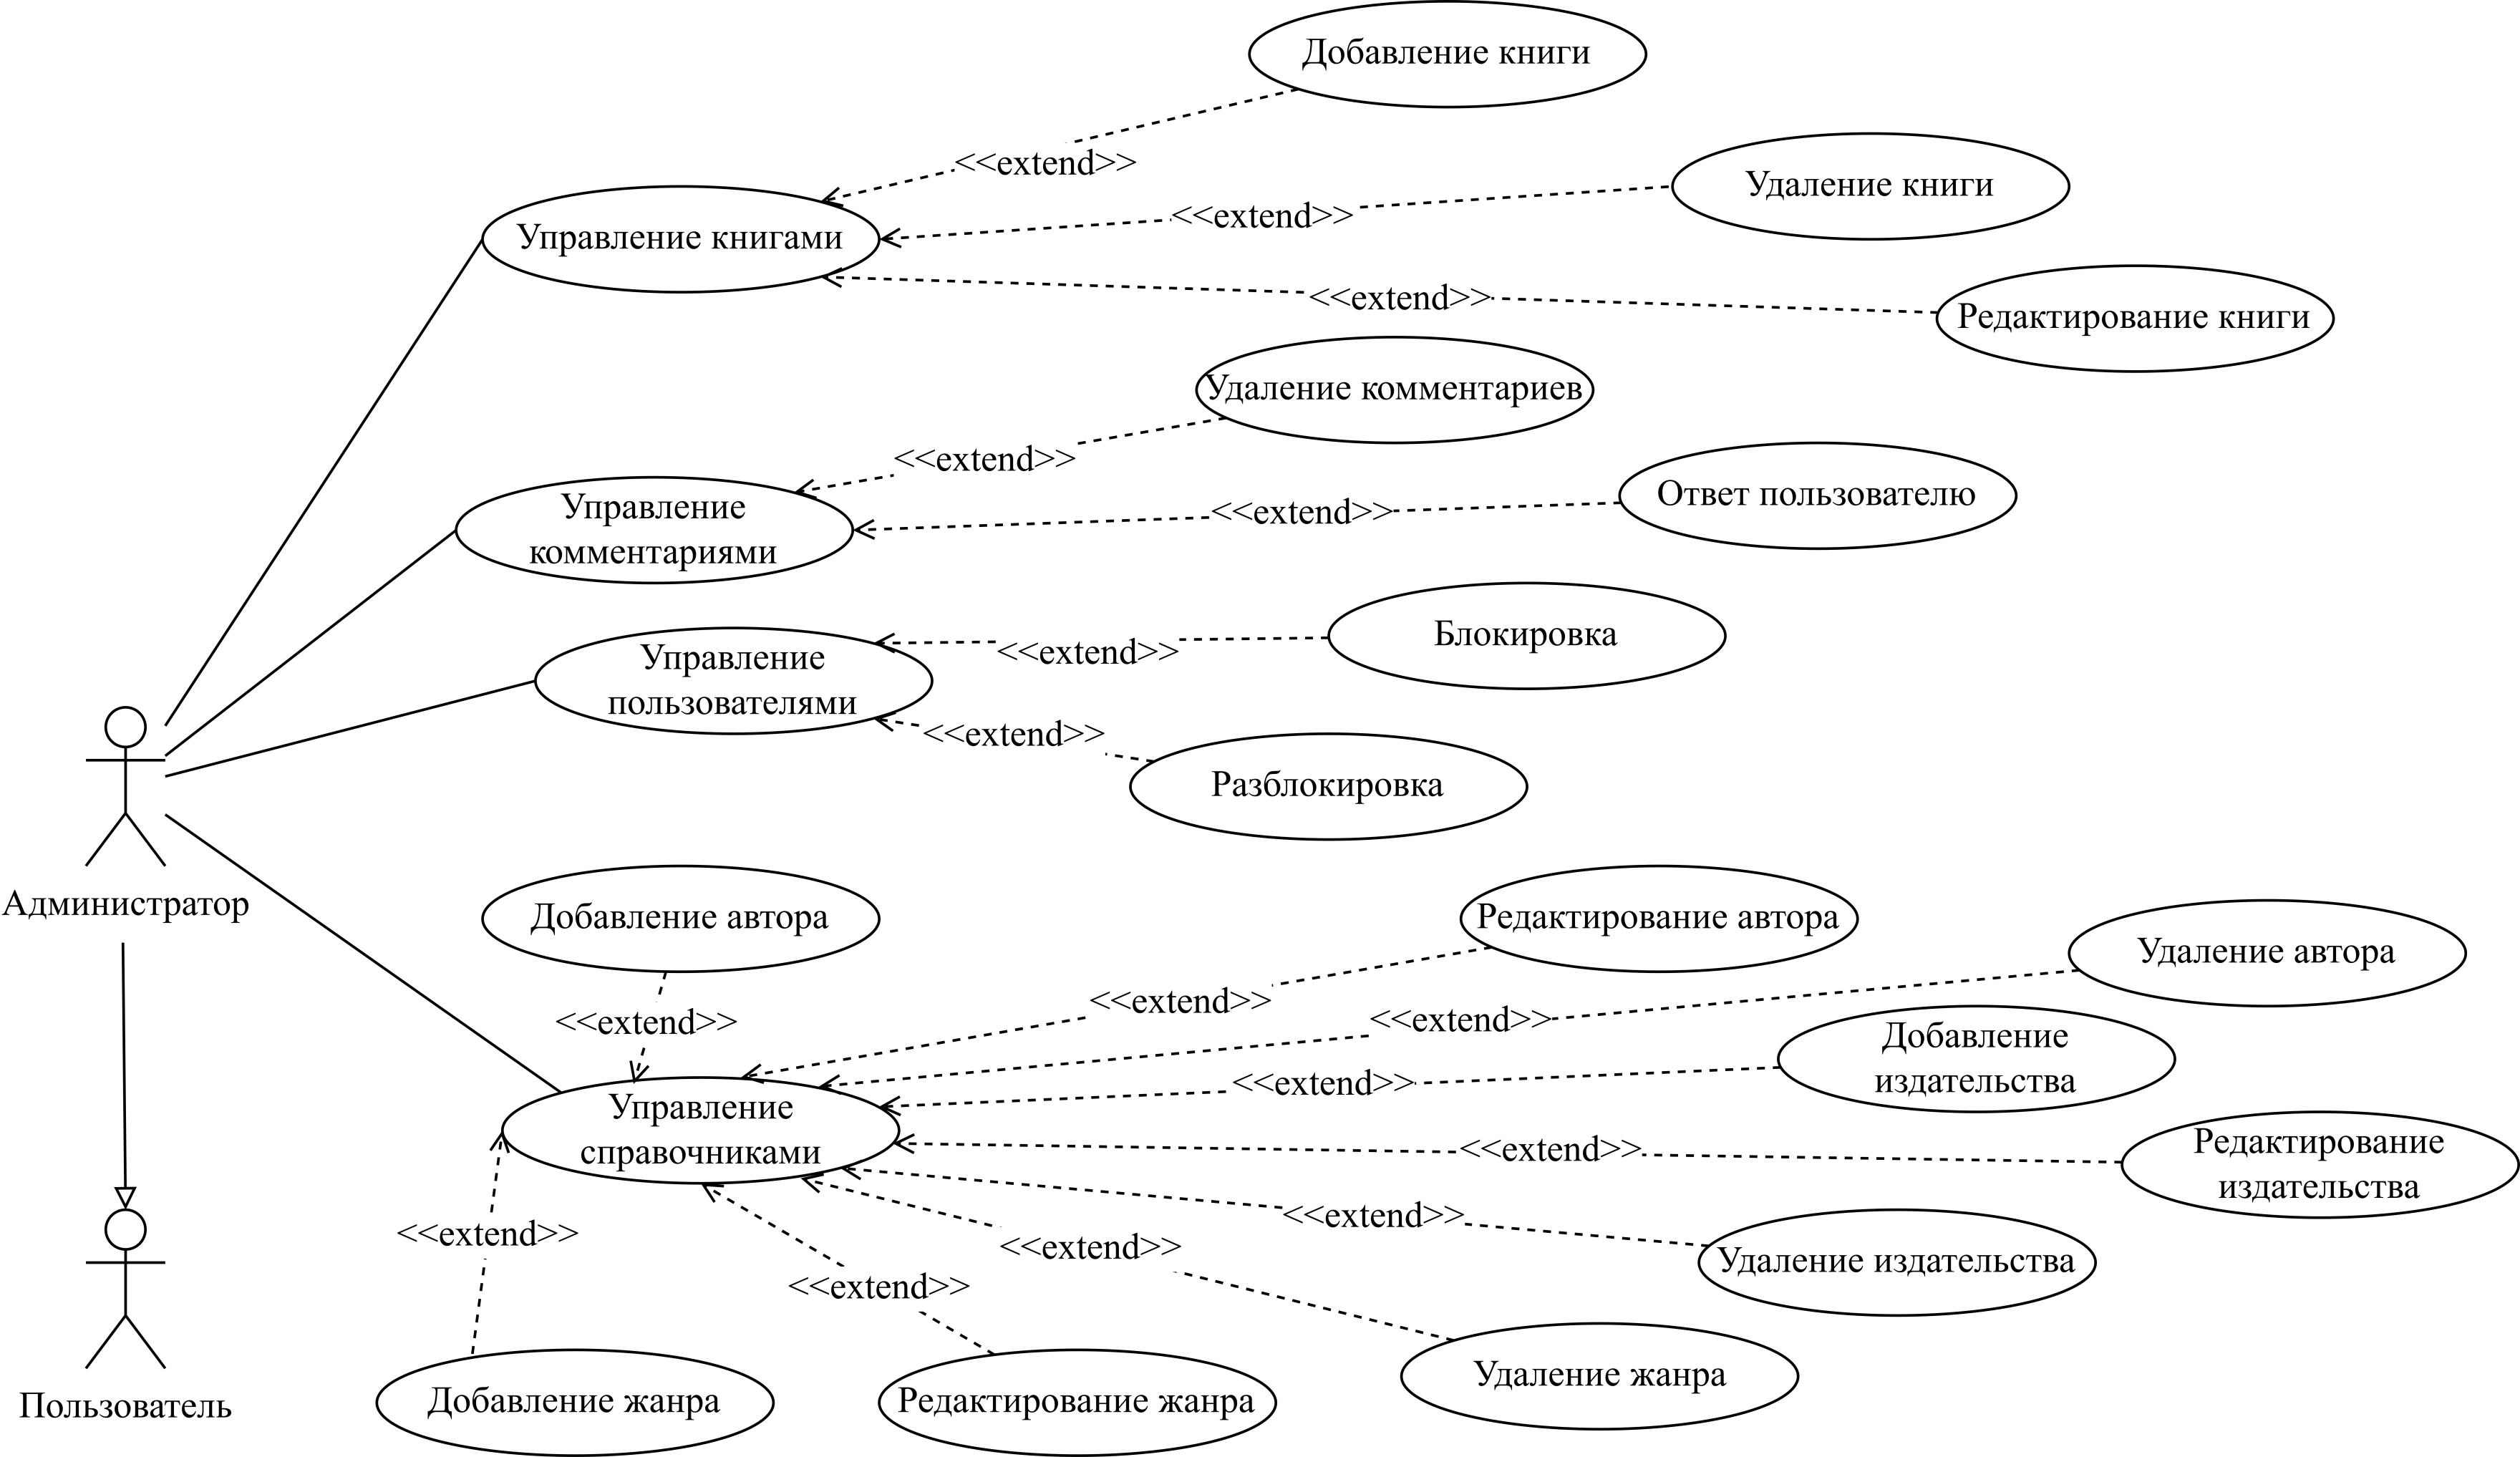 Добавление книги
<<extend>>
Удаление книги
<<extend>>
Управление книгами
<<extend>>
Редактирование книги
Удаление комментариев
<<extend>>
Ответ пользователю
<<extend>>
Управление
комментариями
Блокировка
<<extend>>
Управление
пользователями
<<extend>>
Разблокировка
Администратор
Добавление автора
Редактирование автора
Удаление автора
<<extend>>
<<extend>>
<<extend>>
Добавление
издательства
<<extend>>
Управление
справочниками
<<extend>>
Редактирование
издательства
<<extend>>
<<extend>>
<<extend>>
Удаление издательства
<<extend>>
Удаление жанра
Добавление жанра
Редактирование жанра
Пользователь